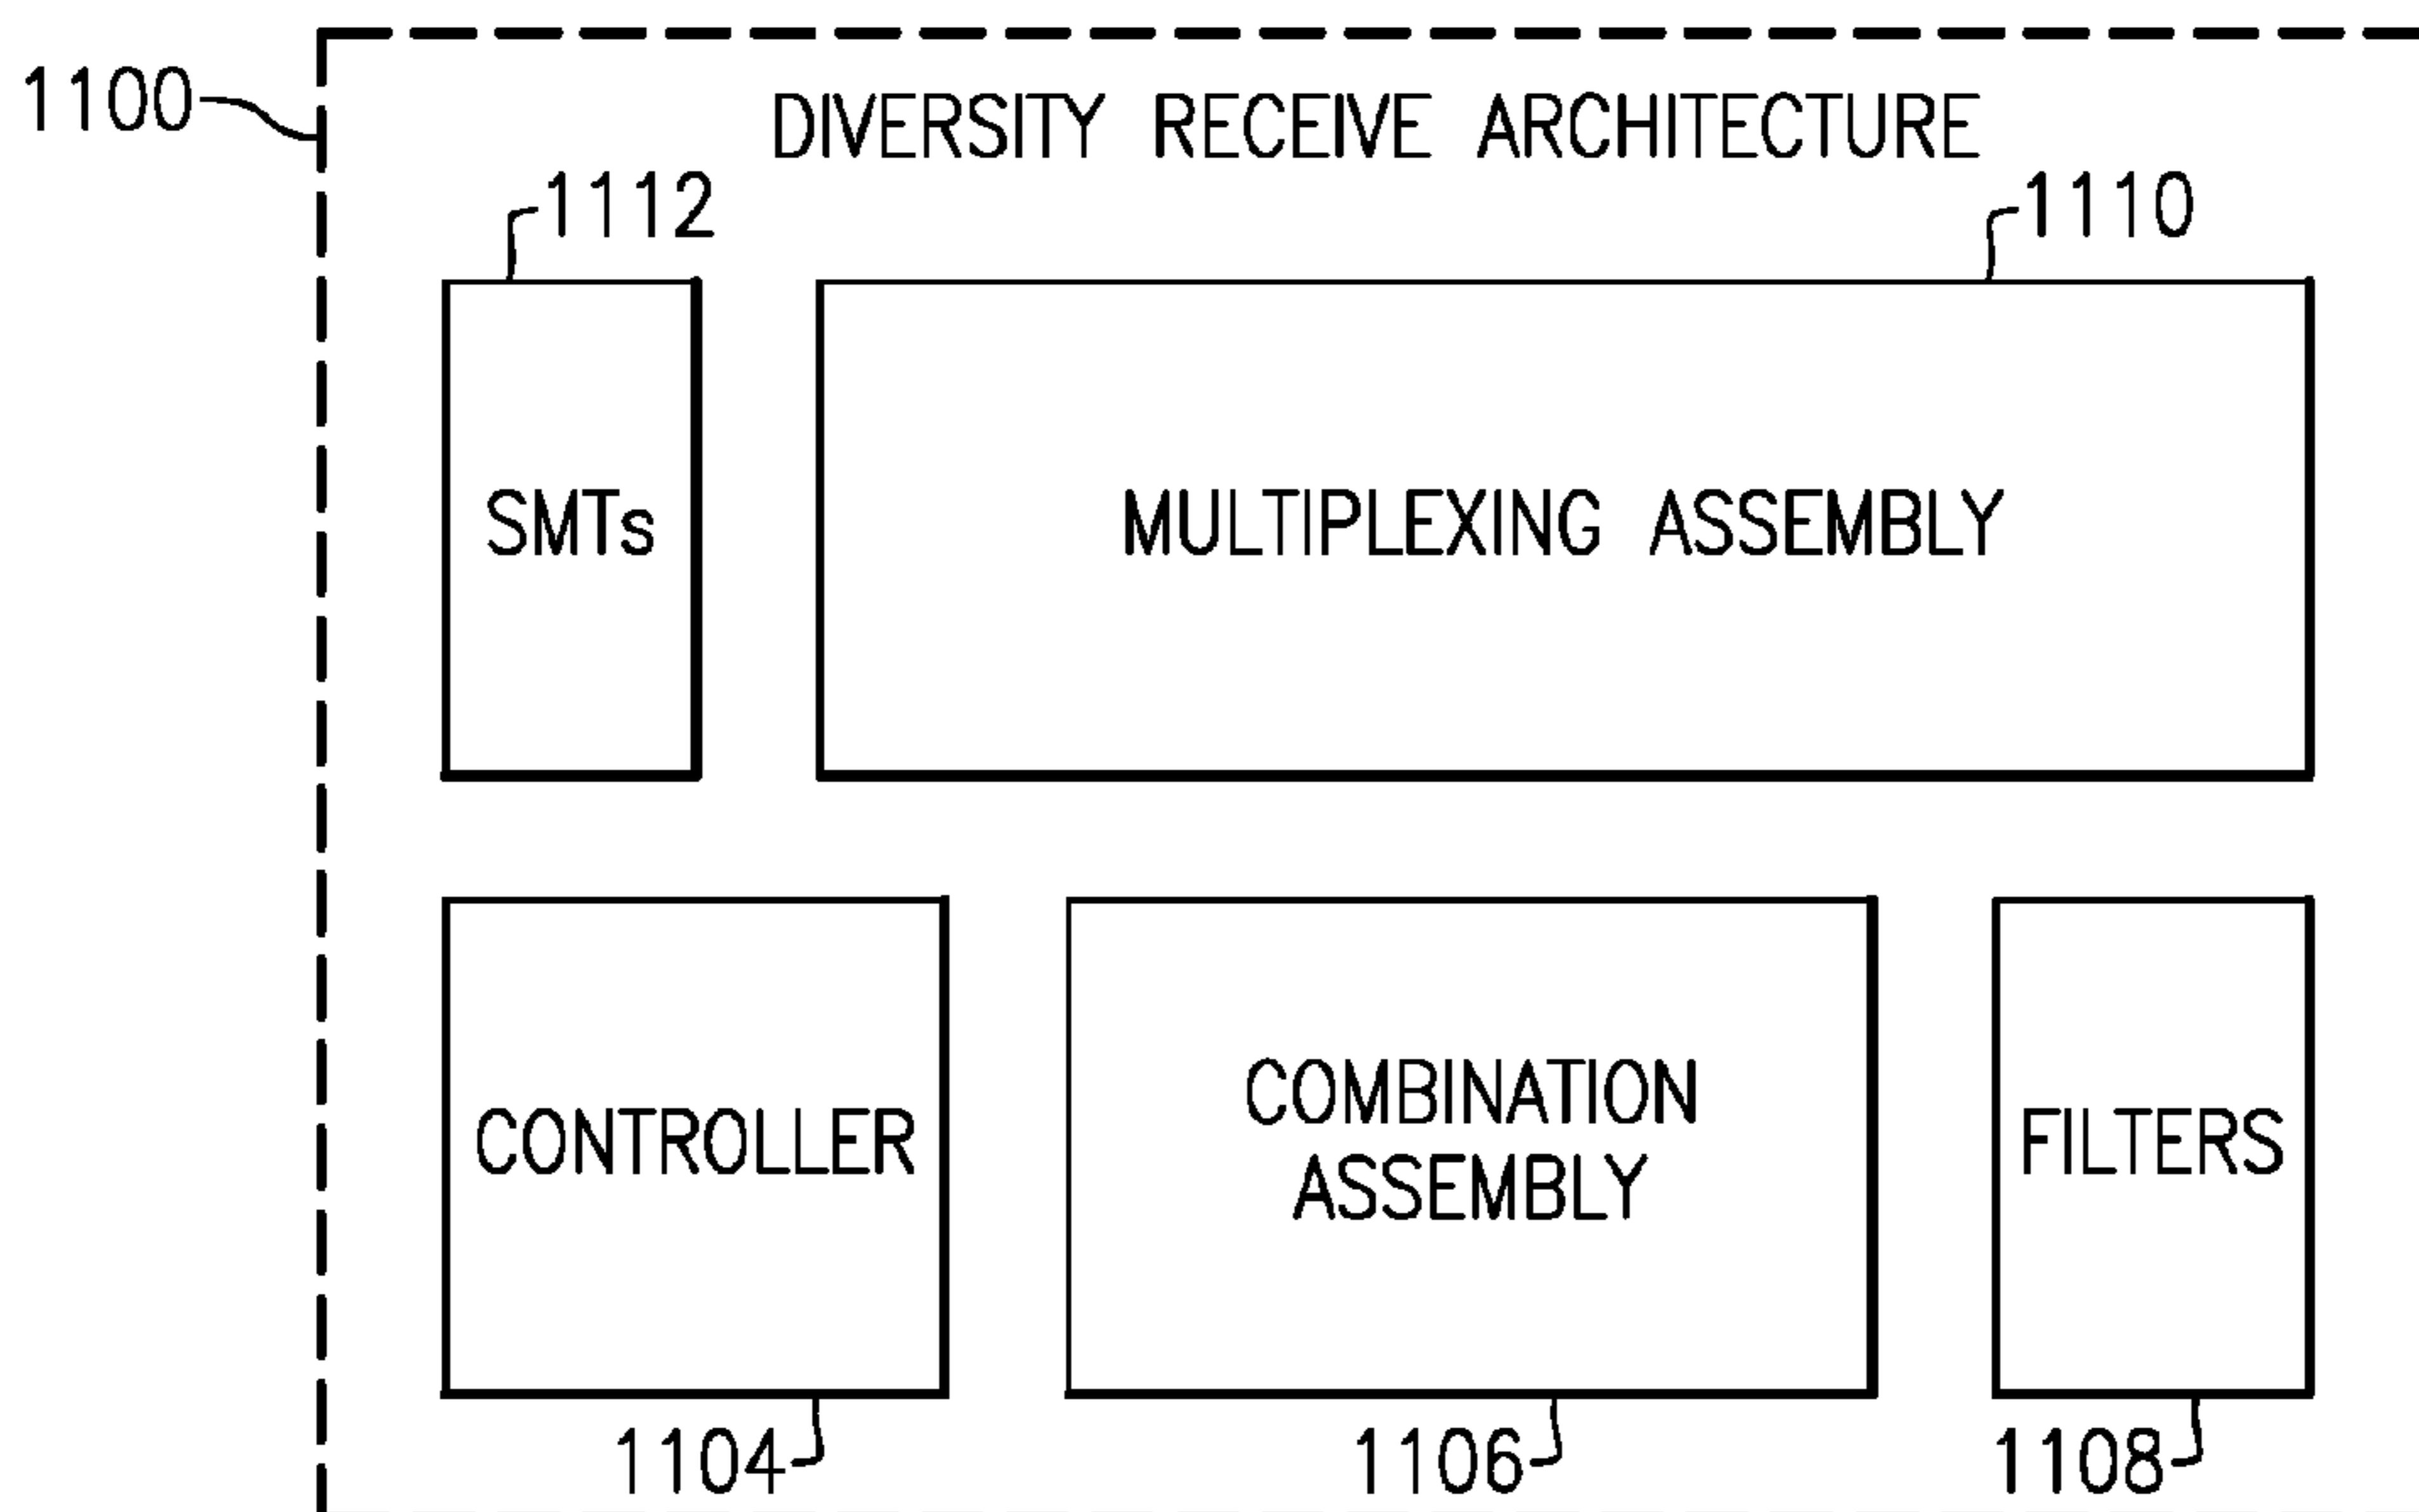 1100
DIVERSITY RECEIVE ARCHITECTURE
1112
1110
SMTs
MULTIPLEXING ASSEMBLY
CONTROLLER
COMBINATION
ASSEMBLY
FILTERS
1104
1106
1108